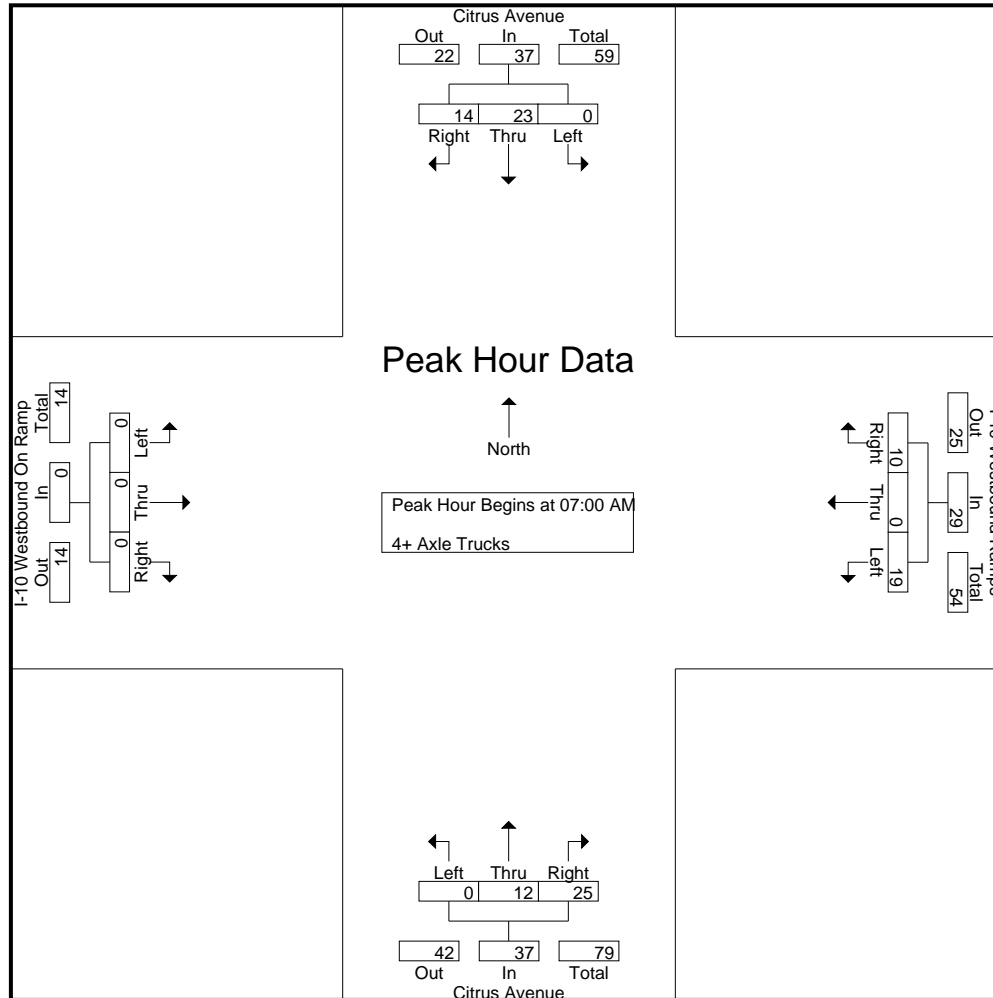 Citrus Avenue
Out In Total
22 37 59
14 23 0
Right Thru Left
Peak Hour Data
North
Peak Hour Begins at 07:00 AM
4+ Axle Trucks
I-10 Westbound On Ramp
Total In Out
14 0 14
0 0 0
Left Thru Right
Out In Total
25 29 54
10 0 19
Right Thru Left
Left Thru Right
0 12 25
42 37 79
Out In Total
Citrus Avenue